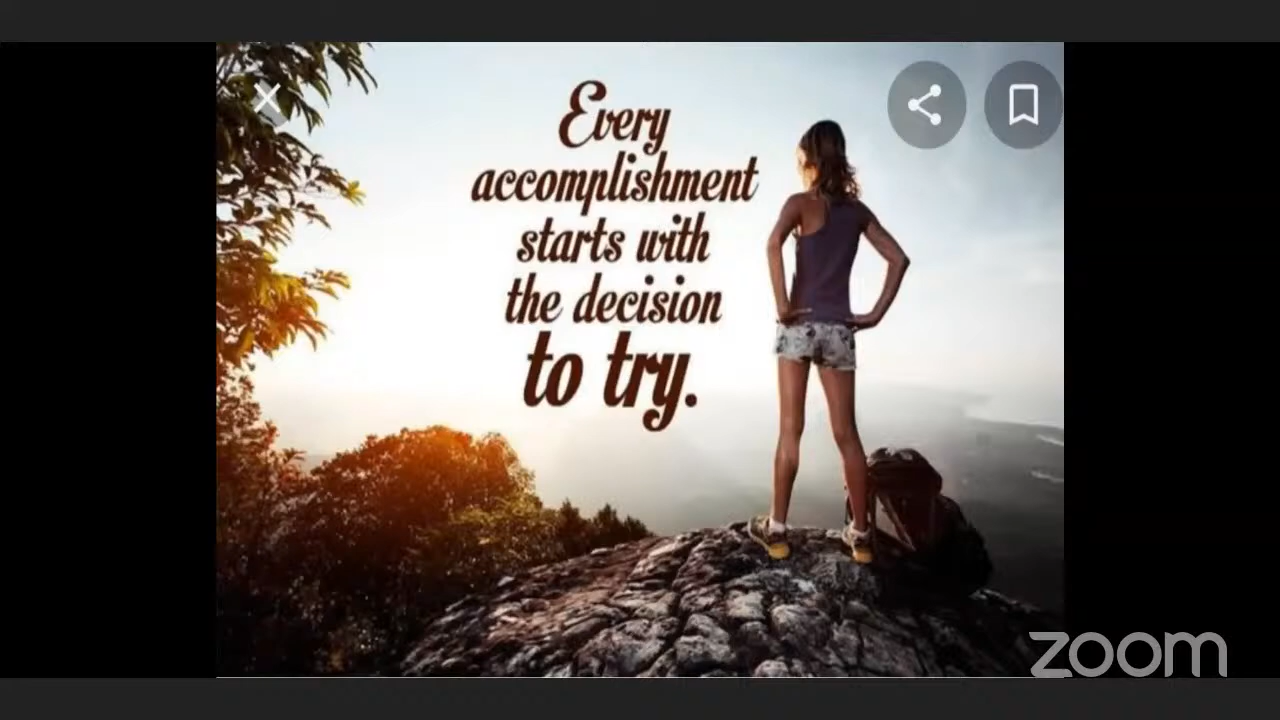 Every
accomplishment
starts with
the decision
to try.
zoom